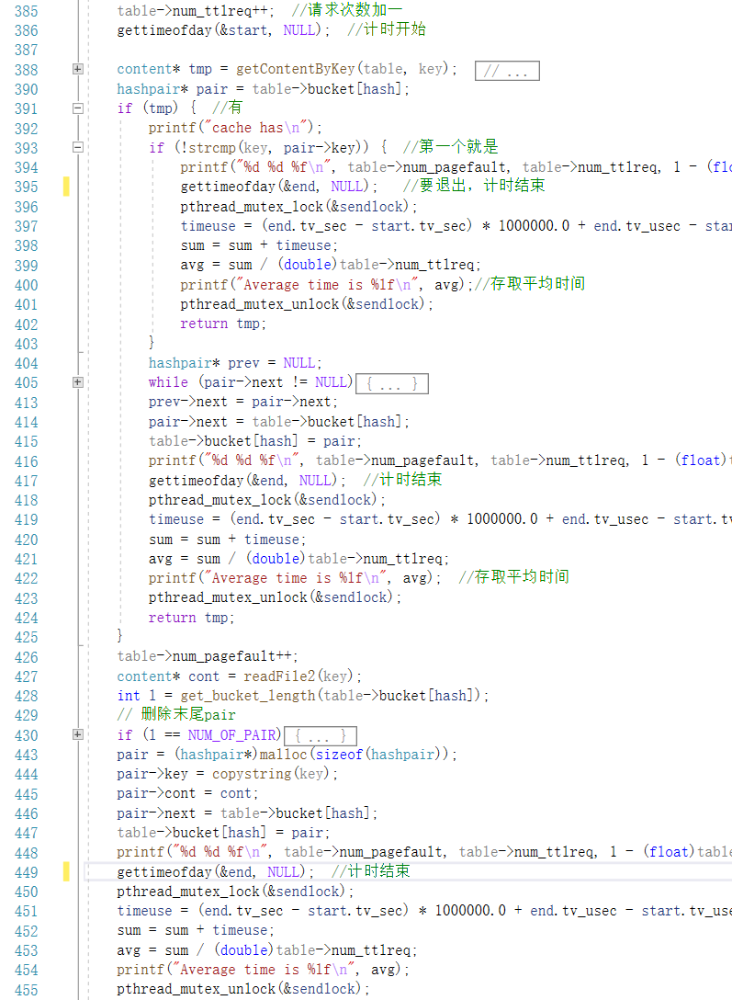 385 table->num_ttlreq++; //请求次数加一
386 gettimeofday(&start, NULL); //计时开始
387
388 content* tmp = getContentByKey(table, key); // ...
390 hashpair* pair = table->bucket[hash];
391 if (tmp) { //有
392 printf("cache has\n");
393 if (!strcmp(key, pair->key)) { //第一个就是
394 printf("%d %d %f\n", table->num_pagefault, table->num_ttlreq, 1 - (flo
395 gettimeofday(&end, NULL); //要退出，计时结束
396 pthread_mutex_lock(&sendlock);
397 timeuse = (end.tv_sec - start.tv_sec) * 1000000.0 + end.tv_usec - star
398 sum = sum + timeuse;
399 avg = sum / (double)table->num_ttlreq;
400 printf("Average time is %lf\n", avg);//存取平均时间
401 pthread_mutex_unlock(&sendlock);
402 return tmp;
403 }
404 hashpair* prev = NULL;
405 while (pair->next != NULL) { ... }
413 prev->next = pair->next;
414 pair->next = table->bucket[hash];
415 table->bucket[hash] = pair;
416 printf("%d %d %f\n", table->num_pagefault, table->num_ttlreq, 1 - (float)t
417 gettimeofday(&end, NULL); //计时结束
418 pthread_mutex_lock(&sendlock);
419 timeuse = (end.tv_sec - start.tv_sec) * 1000000.0 + end.tv_usec - start.tv
420 sum = sum + timeuse;
421 avg = sum / (double)table->num_ttlreq;
422 printf("Average time is %lf\n", avg); //存取平均时间
423 pthread_mutex_unlock(&sendlock);
424 return tmp;
425 }
426 table->num_pagefault++;
427 content* cont = readFile2(key);
428 int l = get_bucket_length(table->bucket[hash]);
429 // 删除末尾pair
430 if (l == NUM_OF_PAIR) { ... }
443 pair = (hashpair*)malloc(sizeof(hashpair));
444 pair->key = copystring(key);
445 pair->cont = cont;
446 pair->next = table->bucket[hash];
447 table->bucket[hash] = pair;
448 printf("%d %d %f\n", table->num_pagefault, table->num_ttlreq, 1 - (float)table
449 gettimeofday(&end, NULL); //计时结束
450 pthread_mutex_lock(&sendlock);
451 timeuse = (end.tv_sec - start.tv_sec) * 1000000.0 + end.tv_usec - start.tv_use
452 sum = sum + timeuse;
453 avg = sum / (double)table->num_ttlreq;
454 printf("Average time is %lf\n", avg);
455 pthread_mutex_unlock(&sendlock);